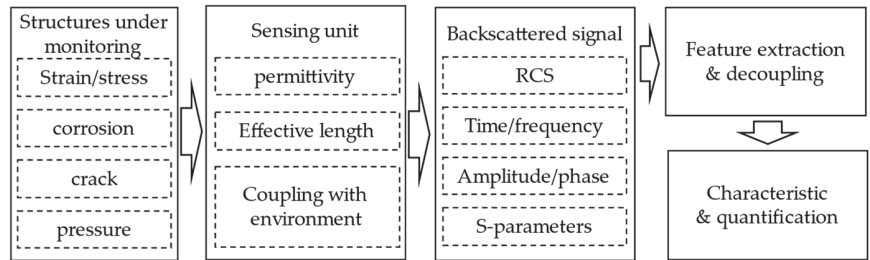 Structures under
monitoring
Strain/stress
corrosion
crack
pressure
Sensing unit
permittivity
Effective length
Coupling with
environment
Backscattered signal
RCS
Time/frequency
Amplitude/phase
S-parameters
Feature extraction
& decoupling
Characteristic
& quantification